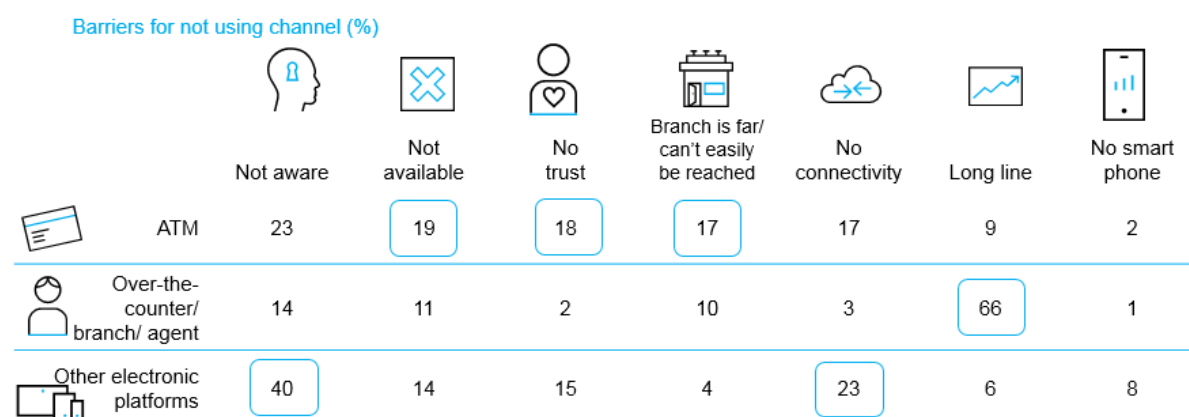 Barriers for not using channel (%)
Not aware
Not
available
No
trust
Branch is far/
can't easily
be reached
No
connectivity
Long line
No smart
phone
ATM 23 19 18 17 17 9 2
Over-the-
counter/
branch/ agent
14 11 2 10 3 66 1
Other electronic
platforms
40 14 15 4 23 6 8